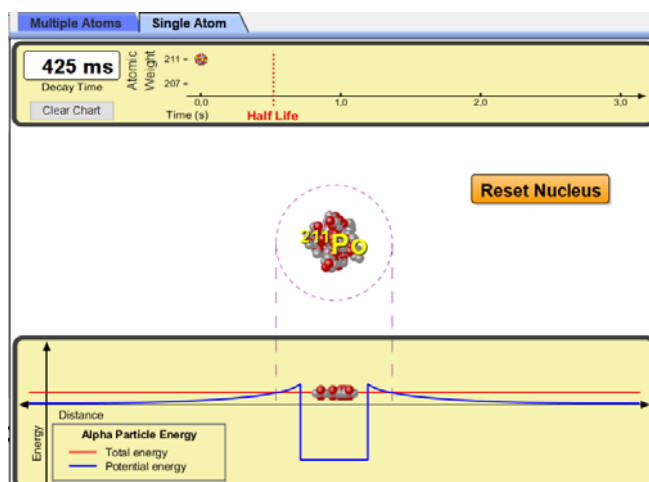 Multiple Atoms
Single Atom
425 ms
Decay Time
Clear Chart
Atomic
Weight
211
207
0,0
1,0
2,0
3,0
Time (s)
Half Life
Reset Nucleus
211Po
Energy
Distance
Alpha Particle Energy
Total energy
Potential energy